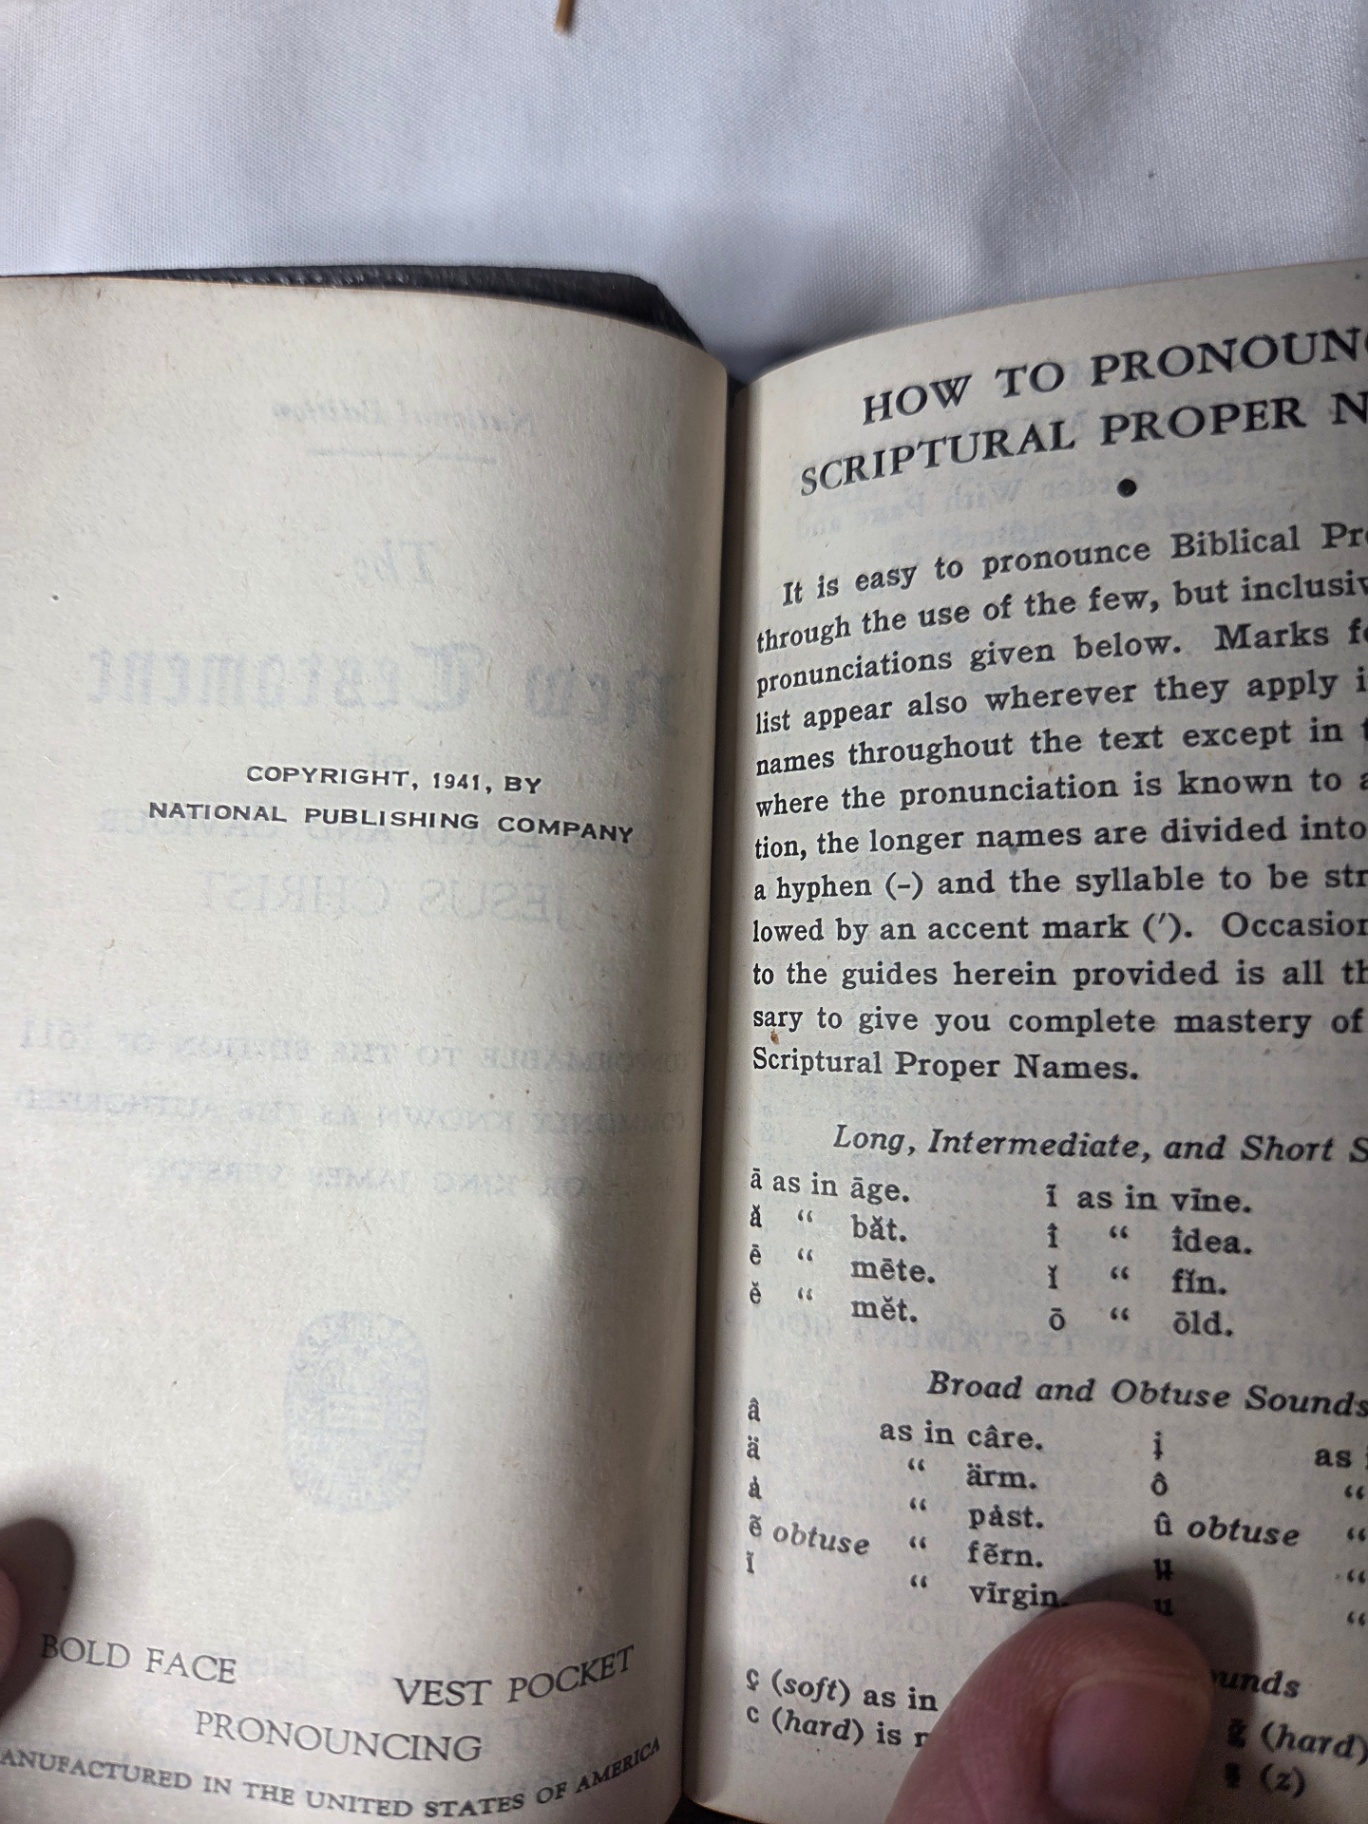 COPYRIGHT, 1941, BY
NATIONAL PUBLISHING COMPANY
BOLD FACE VEST POCKET
PRONOUNCING
ANUFACTURED IN THE UNITED STATES OF AMERICA
HOW TO PRONOUNC
SCRIPTURAL PROPER N
●
It is easy to pronounce Biblical Pr
through the use of the few, but inclusiv
pronunciations given below. Marks f
list appear also wherever they apply i
names throughout the text except in t
where the pronunciation is known to a
tion, the longer names are divided into
a hyphen (-) and the syllable to be str
lowed by an accent mark (′). Occasion
to the guides herein provided is all th
sary to give you complete mastery of
Scriptural Proper Names.
Long, Intermediate, and Short S
ā as in āge. ī as in vīne.
ă “ băt. î “ îdea.
ē “ mēte. ĭ “ fĭn.
ĕ “ mĕt. ō “ ōld.
Broad and Obtuse Sounds
â as in câre. į as i
ä “ ärm. ô “
ȧ “ pȧst. û obtuse “
ẽ obtuse “ fẽrn. “
ĩ “ vĩrgin. “
unds
ç (soft) as in (hard)
c (hard) is (z)